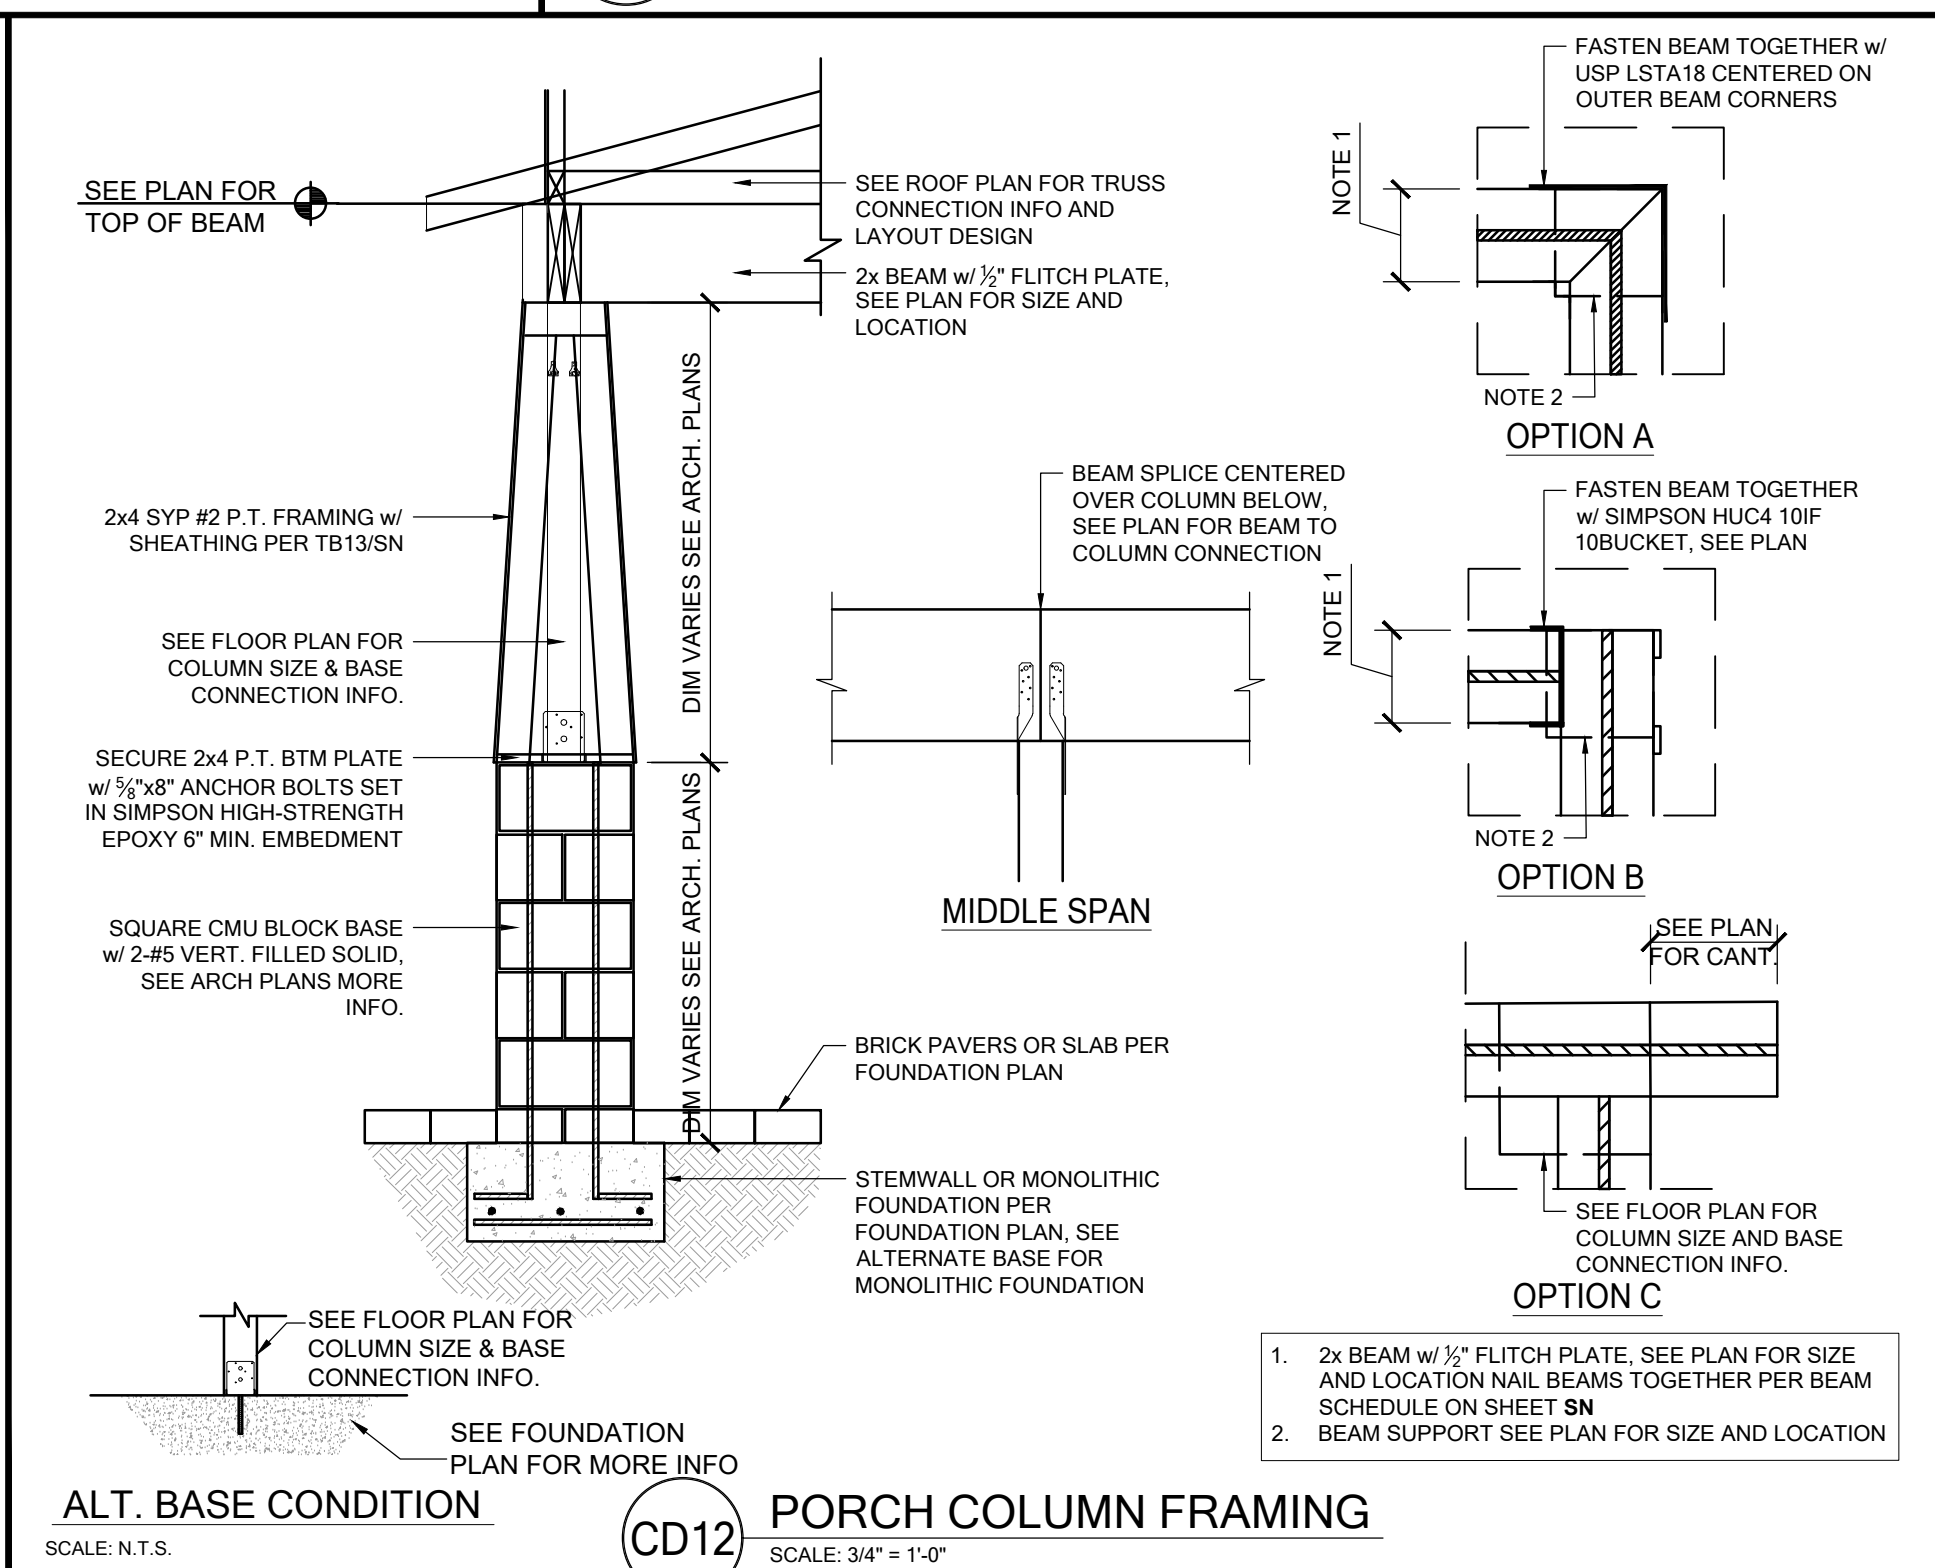 SEE PLAN FOR
TOP OF BEAM
SEE ROOF PLAN FOR TRUSS
CONNECTION INFO AND
LAYOUT DESIGN
2x BEAM w/ ½" FLITCH PLATE,
SEE PLAN FOR SIZE AND
LOCATION
DIM VARIES SEE ARCH. PLANS
2x4 SYP #2 P.T. FRAMING w/
SHEATHING PER TB13/SN
SEE FLOOR PLAN FOR
COLUMN SIZE & BASE
CONNECTION INFO.
SECURE 2x4 P.T. BTM PLATE
w/ ⅝"x8" ANCHOR BOLTS SET
IN SIMPSON HIGH-STRENGTH
EPOXY 6" MIN. EMBEDMENT
DIM VARIES SEE ARCH. PLANS
SQUARE CMU BLOCK BASE
w/ 2-#5 VERT. FILLED SOLID,
SEE ARCH PLANS MORE
INFO.
BRICK PAVERS OR SLAB PER
FOUNDATION PLAN
STEMWALL OR MONOLITHIC
FOUNDATION PER
FOUNDATION PLAN, SEE
ALTERNATE BASE FOR
MONOLITHIC FOUNDATION
BEAM SPLICE CENTERED
OVER COLUMN BELOW,
SEE PLAN FOR BEAM TO
COLUMN CONNECTION
MIDDLE SPAN
FASTEN BEAM TOGETHER w/
USP LSTA18 CENTERED ON
OUTER BEAM CORNERS
NOTE 1
NOTE 2
OPTION A
FASTEN BEAM TOGETHER
w/ SIMPSON HUC4 10IF
10BUCKET, SEE PLAN
NOTE 1
NOTE 2
OPTION B
SEE PLAN
FOR CANT.
SEE FLOOR PLAN FOR
COLUMN SIZE AND BASE
CONNECTION INFO.
OPTION C
1. 2x BEAM w/ ½" FLITCH PLATE, SEE PLAN FOR SIZE
AND LOCATION NAIL BEAMS TOGETHER PER BEAM
SCHEDULE ON SHEET SN
2. BEAM SUPPORT SEE PLAN FOR SIZE AND LOCATION
SEE FLOOR PLAN FOR
COLUMN SIZE & BASE
CONNECTION INFO.
SEE FOUNDATION
PLAN FOR MORE INFO
ALT. BASE CONDITION
SCALE: N.T.S.
CD12
PORCH COLUMN FRAMING
SCALE: 3/4" = 1'-0"